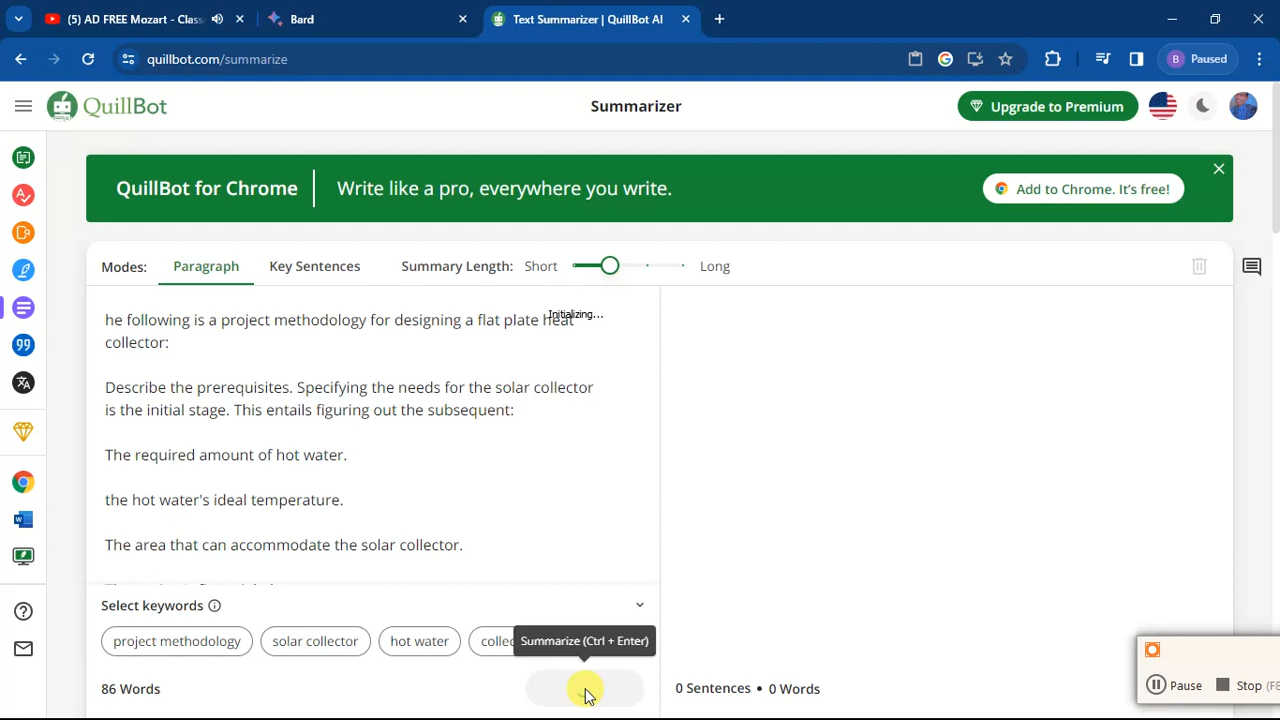 (5) AD FREE Mozart - Class
Bard
Text Summarizer | QuillBot AI
quillbot.com/summarize
B Paused
QuillBot
Summarizer
Upgrade to Premium
QuillBot for Chrome
Write like a pro, everywhere you write.
Add to Chrome. It's free!
Modes:
Paragraph
Key Sentences
Summary Length:
Short
Long
he following is a project methodology for designing a flat plate heat
collector:
Initializing...
Describe the prerequisites. Specifying the needs for the solar collector
is the initial stage. This entails figuring out the subsequent:
The required amount of hot water.
the hot water's ideal temperature.
The area that can accommodate the solar collector.
Select keywords
project methodology
solar collector
hot water
collec
Summarize (Ctrl + Enter)
86 Words
0 Sentences • 0 Words
Pause
Stop (F8